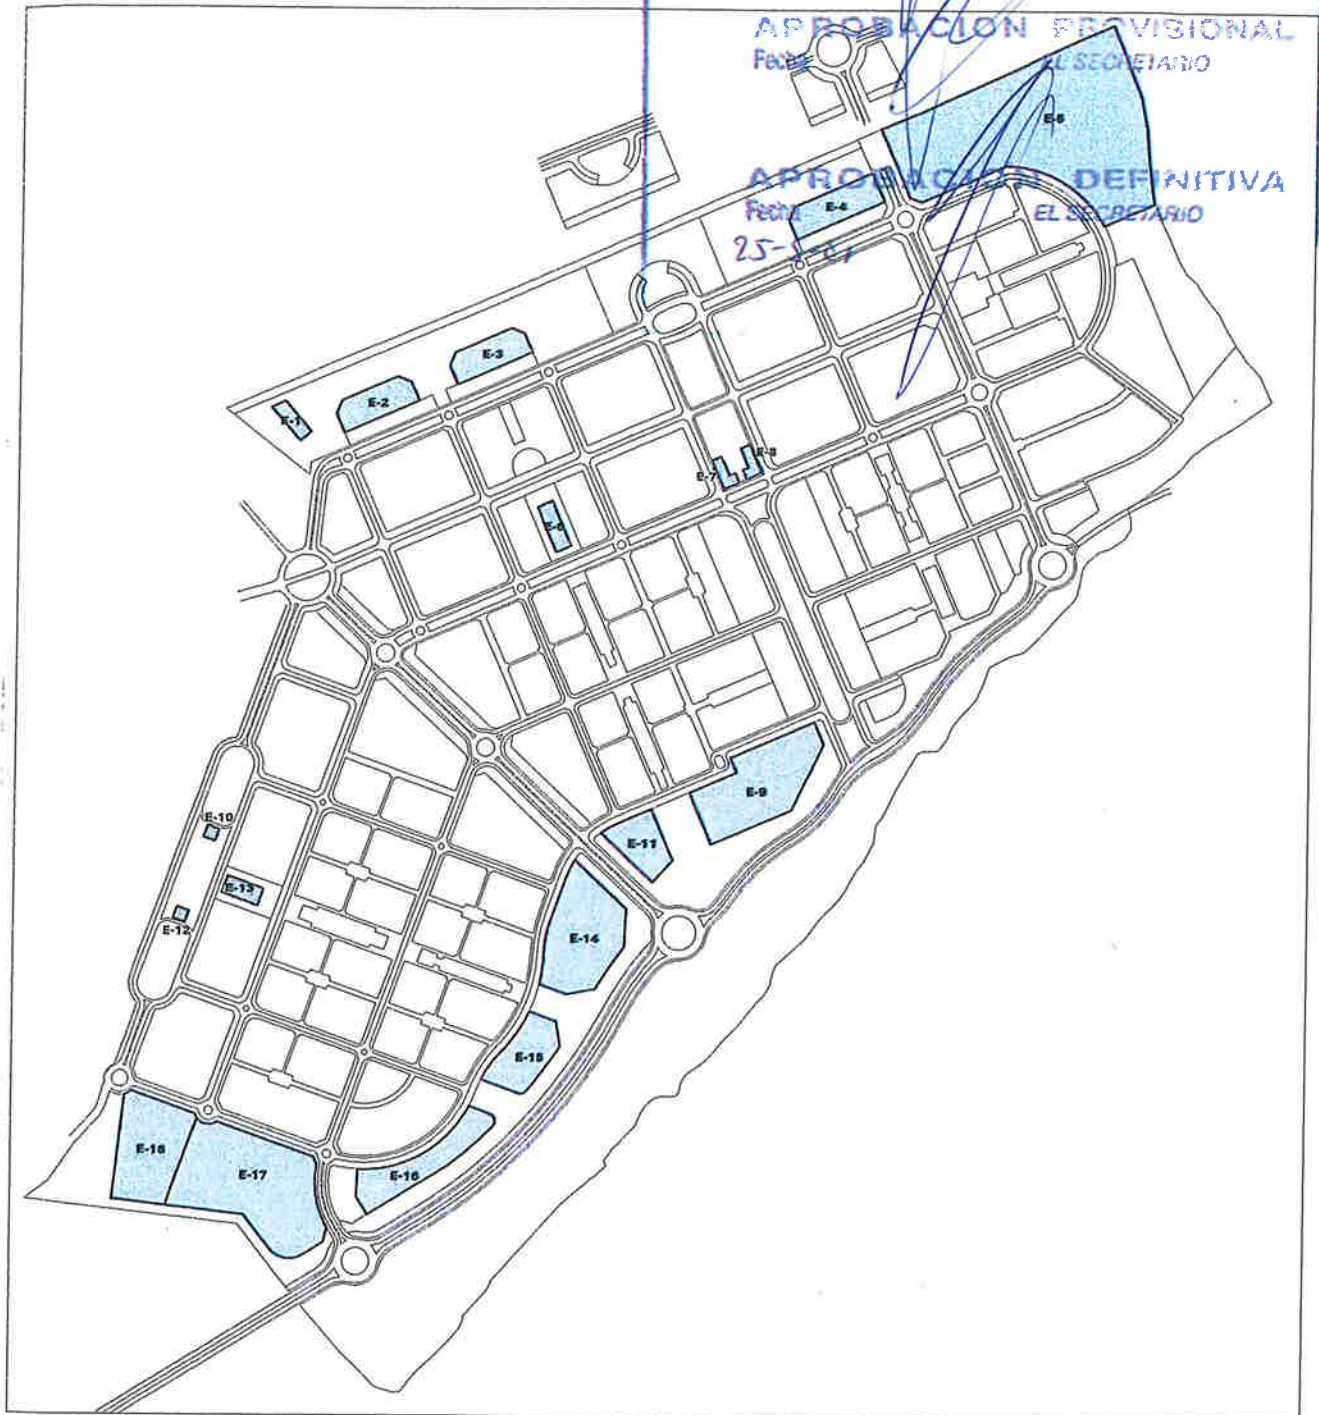 APROBACION PROVISIONAL
Fecha EL SECRETARIO
E-5
APROBACION DEFINITIVA
Fecha EL SECRETARIO
E-4
E-3
E-2
E-1
E-8
E-7
E-6
E-9
E-10
E-11
E-13
E-12
E-14
E-15
E-18
E-17
E-16